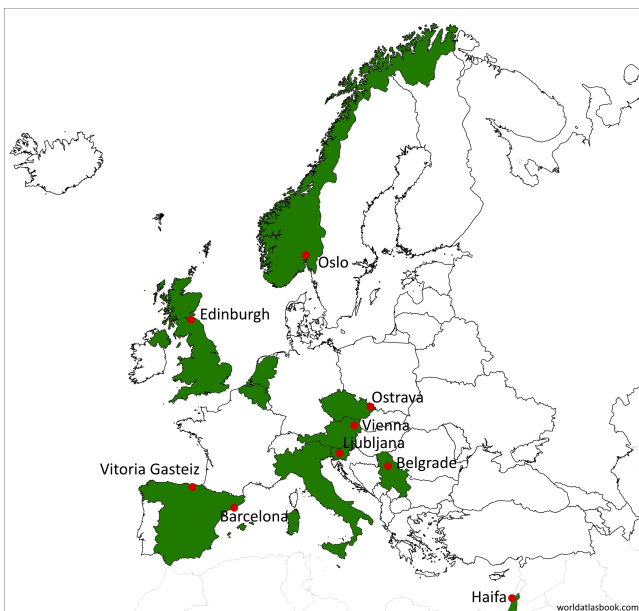 Oslo
Edinburgh
Ostrava
Vienna
Ljubljana
Belgrade
Vitoria Gasteiz
Barcelona
Haifa
worldatlasbook.com